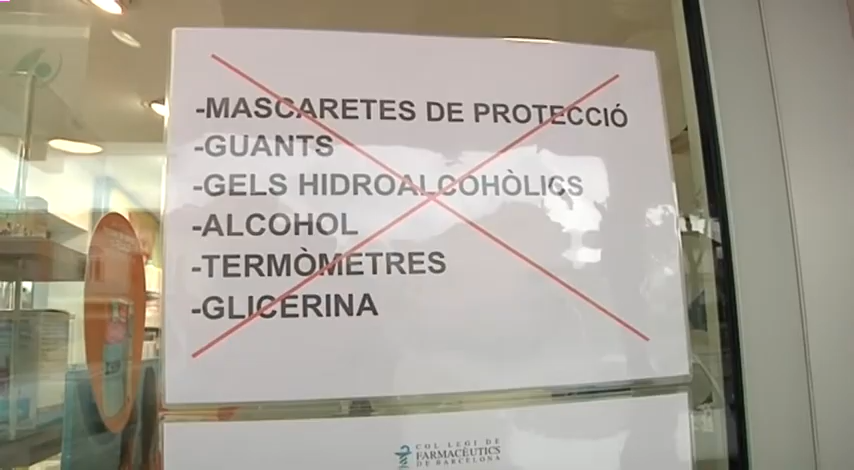 -MASCARETES DE PROTECCIÓ
-GUANTS
-GELS HIDROALCOHÒLICS
-ALCOHOL
-TERMÒMETRES
-GLICERINA
COL·LEGI DE
FARMACÈUTICS
DE BARCELONA